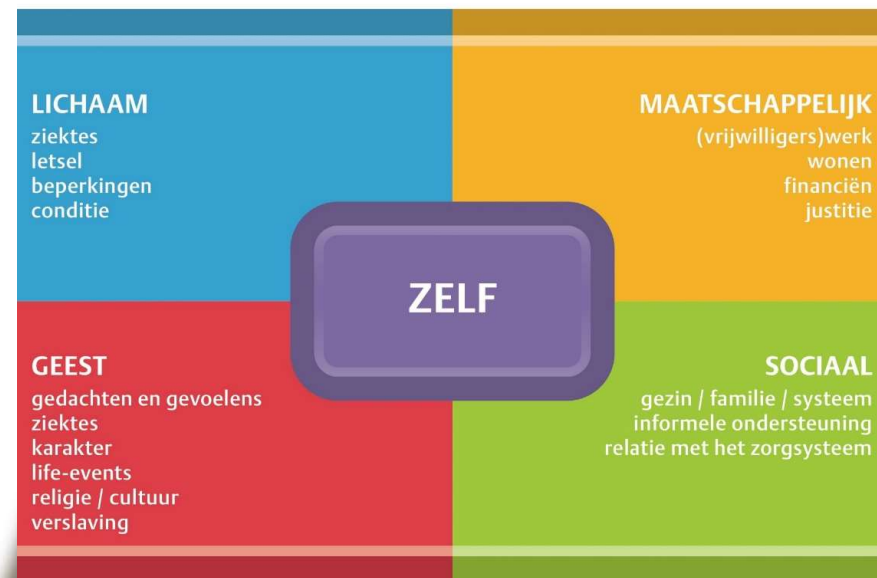 LICHAAM
ziektes
letsel
beperkingen
conditie
MAATSCHAPPELIJK
(vrijwilligers)werk
wonen
financiën
justitie
ZELF
GEEST
gedachten en gevoelens
ziektes
karakter
life-events
religie / cultuur
verslaving
SOCIAAL
gezin / familie / systeem
informele ondersteuning
relatie met het zorgsysteem